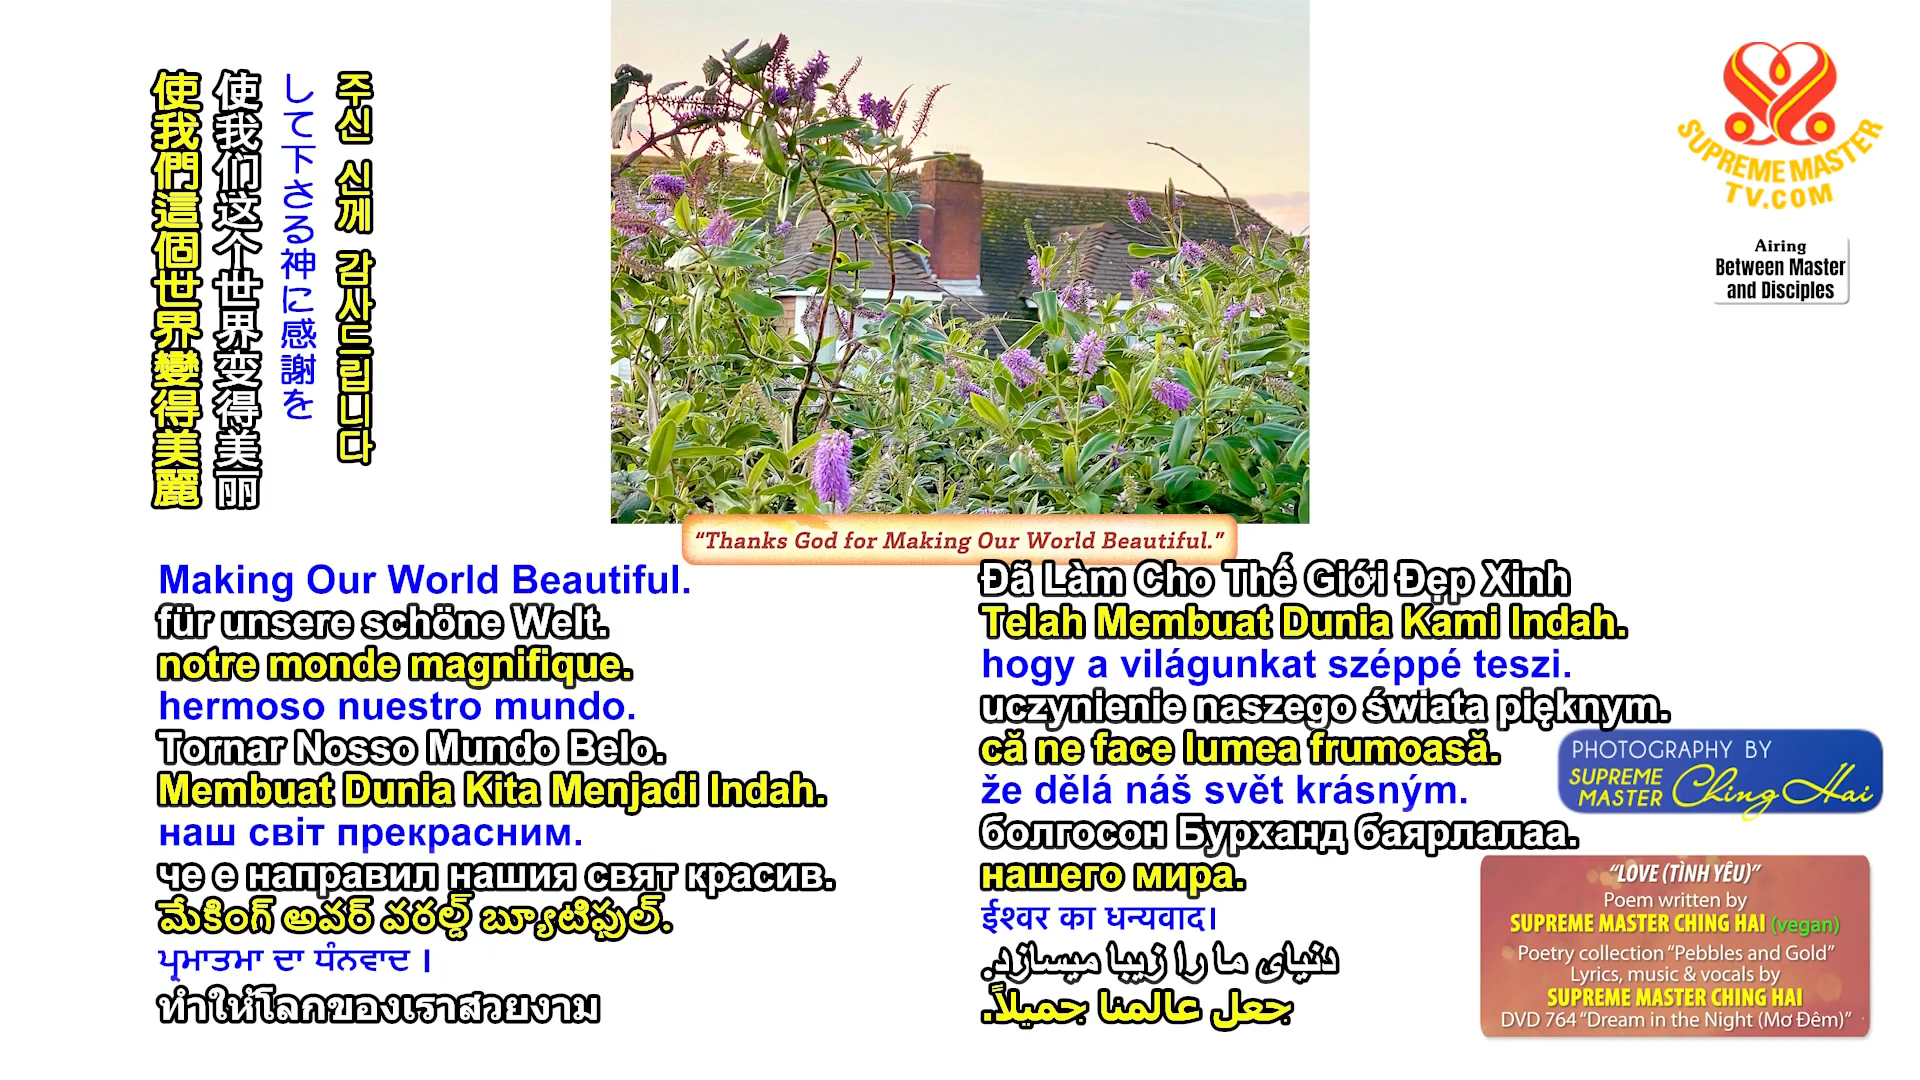 使我們這個世界變得美麗
使我们这个世界变得美丽
して下さる神に感謝を
주신 신께 감사드립니다
SUPREME MASTER
TV.COM
Airing
Between Master
and Disciples
“Thanks God for Making Our World Beautiful.”
Making Our World Beautiful.
für unsere schöne Welt.
notre monde magnifique.
hermoso nuestro mundo.
Tornar Nosso Mundo Belo.
Membuat Dunia Kita Menjadi Indah.
наш світ прекрасним.
че е направил нашия свят красив.
మేకింగ్ అవర్ వరల్డ్ బ్యూటిఫుల్.
ਪ੍ਰਮਾਤਮਾ ਦਾ ਧੰਨਵਾਦ ।
ทำให้โลกของเราสวยงาม
Đã Làm Cho Thế Giới Đẹp Xinh
Telah Membuat Dunia Kami Indah.
hogy a világunkat széppé teszi.
uczynienie naszego świata pięknym.
că ne face lumea frumoasă.
že dělá náš svět krásným.
болгосон Бурханд баярлалаа.
нашего мира.
ईश्वर का धन्यवाद।
دنیای ما را زیبا میسازد.
جعل عالمنا جميلاً.
PHOTOGRAPHY BY
SUPREME MASTER Ching Hai
“LOVE (TÌNH YÊU)”
Poem written by
SUPREME MASTER CHING HAI (vegan)
Poetry collection “Pebbles and Gold”
Lyrics, music & vocals by
SUPREME MASTER CHING HAI
DVD 764 “Dream in the Night (Mơ Đêm)”